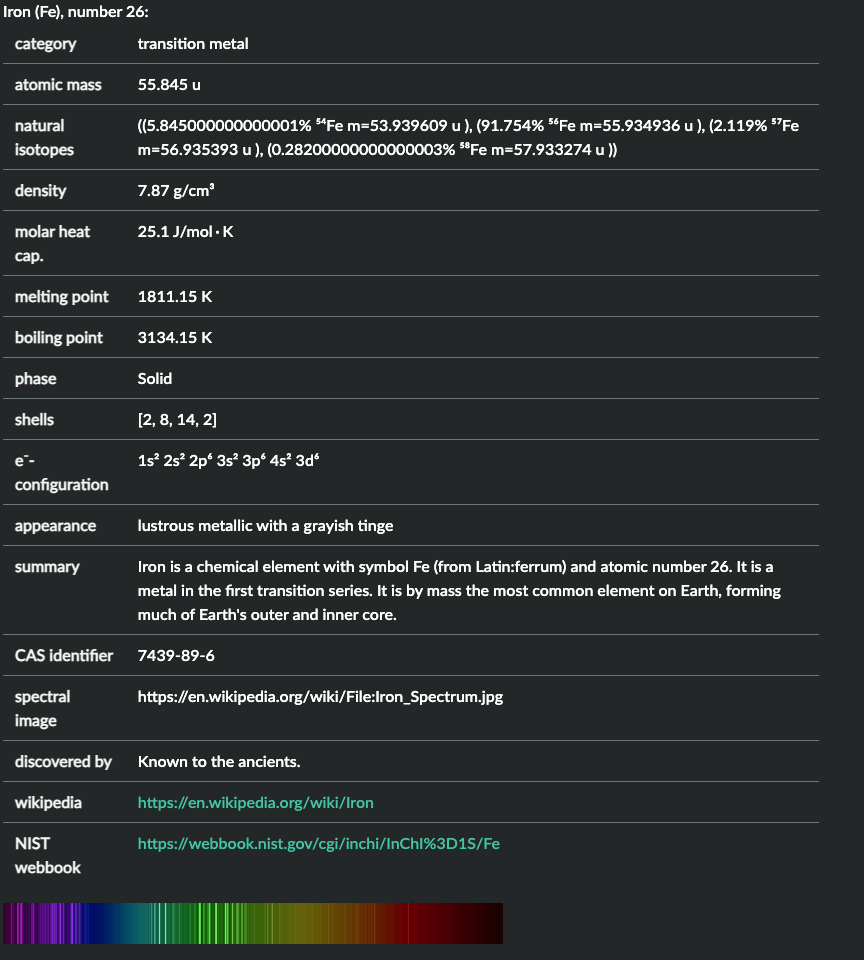 Iron (Fe), number 26:
category transition metal
atomic mass 55.845 u
natural isotopes ((5.845000000000001% ⁵⁴Fe m=53.939609 u ), (91.754% ⁵⁶Fe m=55.934936 u ), (2.119% ⁵⁷Fe
m=56.935393 u ), (0.28200000000000003% ⁵⁸Fe m=57.933274 u ))
density 7.87 g/cm³
molar heat cap. 25.1 J/mol⋅K
melting point 1811.15 K
boiling point 3134.15 K
phase Solid
shells [2, 8, 14, 2]
e⁻-configuration 1s² 2s² 2p⁶ 3s² 3p⁶ 4s² 3d⁶
appearance lustrous metallic with a grayish tinge
summary Iron is a chemical element with symbol Fe (from Latin:ferrum) and atomic number 26. It is a
metal in the first transition series. It is by mass the most common element on Earth, forming
much of Earth's outer and inner core.
CAS identifier 7439-89-6
spectral image https://en.wikipedia.org/wiki/File:Iron_Spectrum.jpg
discovered by Known to the ancients.
wikipedia https://en.wikipedia.org/wiki/Iron
NIST webbook https://webbook.nist.gov/cgi/inchi/InChI%3D1S/Fe